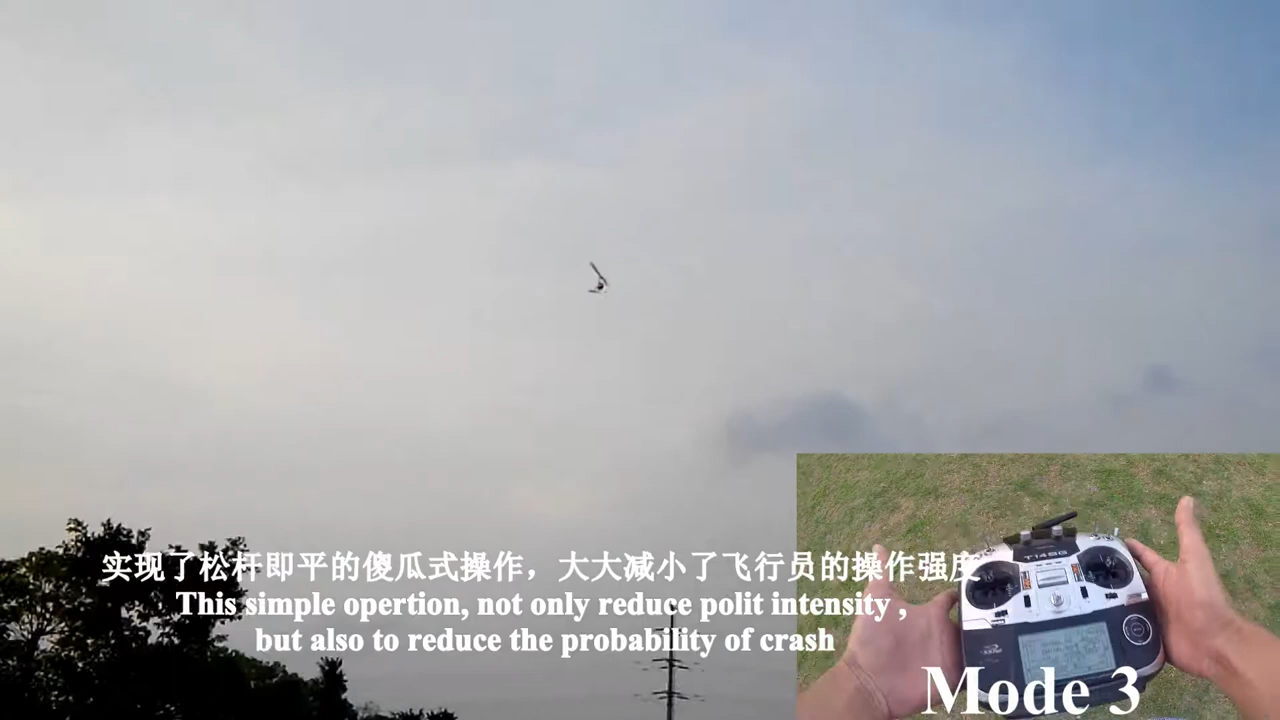 实现了松杆即平的傻瓜式操作，大大减小了飞行员的操作强度
This simple opertion, not only reduce polit intensity ,
but also to reduce the probability of crash
T14SG
Mode 3